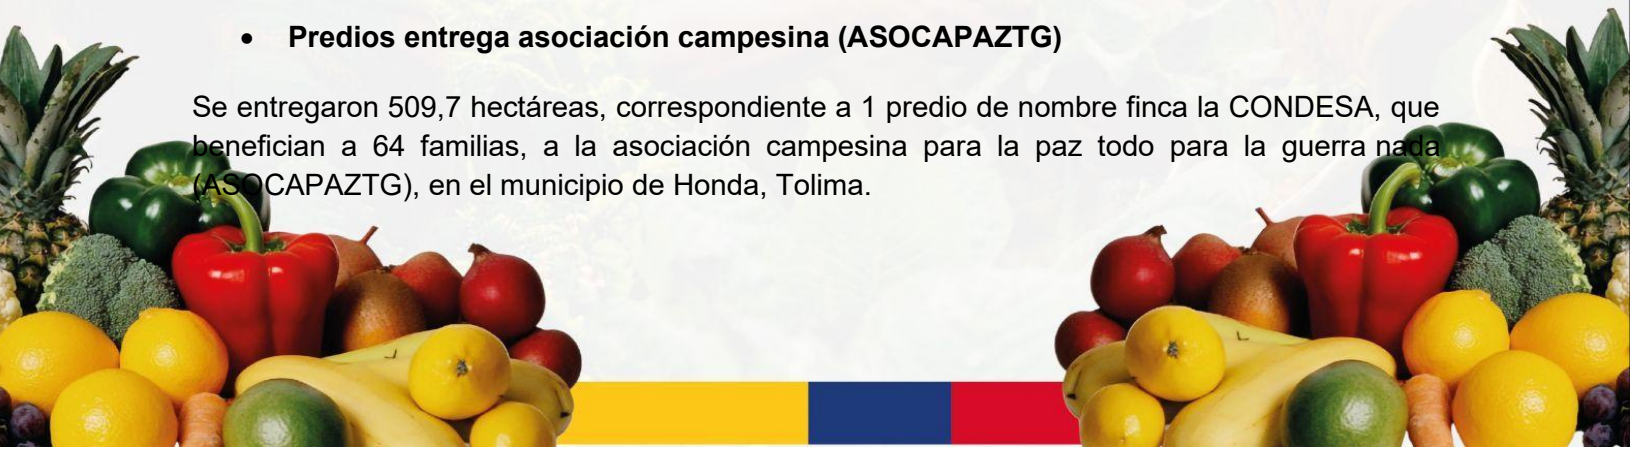 • Predios entrega asociación campesina (ASOCAPAZTG)
Se entregaron 509,7 hectáreas, correspondiente a 1 predio de nombre finca la CONDESA, que
benefician a 64 familias, a la asociación campesina para la paz todo para la guerra nada
(ASOCAPAZTG), en el municipio de Honda, Tolima.